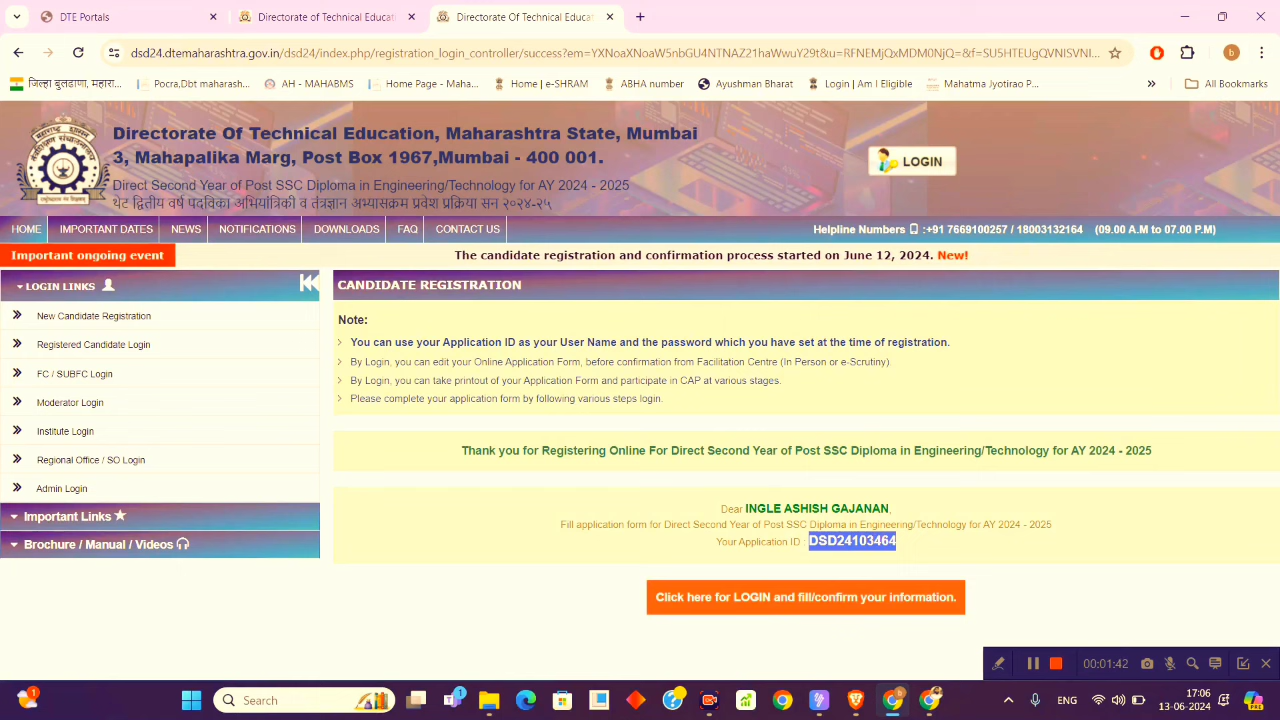 DTE Portals
Directorate of Technical Educati
Directorate of Technical Educat
dsd24.dtemaharashtra.gov.in/dsd24/index.php/registration_login_controller/success?em=YXNoaXNoaW5nbGU4NTNAZ21haWwuY29t&u=RFNEMjQxMDM0NjQ=&f=SU5HTEUgQVNISVNI...
b
जिल्हा बुलढाणा, महारा...
Pocra.Dbt maharash...
AH - MAHABMS
Home Page - Maha...
Home | e-SHRAM
ABHA number
Ayushman Bharat
Login | Am I Eligible
Mahatma Jyotirao P...
»
All Bookmarks
Directorate Of Technical Education, Maharashtra State, Mumbai
3, Mahapalika Marg, Post Box 1967,Mumbai - 400 001.
Direct Second Year of Post SSC Diploma in Engineering/Technology for AY 2024 - 2025
थेट द्वितीय वर्ष पदविका अभियांत्रिकी व तंत्रज्ञान अभ्यासक्रम प्रवेश प्रक्रिया सन २०२४-२५
LOGIN
HOME IMPORTANT DATES NEWS NOTIFICATIONS DOWNLOADS FAQ CONTACT US
Helpline Numbers :+91 7669100257 / 18003132164 (09.00 A.M to 07.00 P.M)
Important ongoing event
The candidate registration and confirmation process started on June 12, 2024. New!
LOGIN LINKS
New Candidate Registration
Registered Candidate Login
FC / SUBFC Login
Moderator Login
Institute Login
Regional Office / SO Login
Admin Login
Important Links
Brochure / Manual / Videos
CANDIDATE REGISTRATION
Note:
You can use your Application ID as your User Name and the password which you have set at the time of registration.
By Login, you can edit your Online Application Form, before confirmation from Facilitation Centre (In Person or e-Scrutiny).
By Login, you can take printout of your Application Form and participate in CAP at various stages.
Please complete your application form by following various steps login.
Thank you for Registering Online For Direct Second Year of Post SSC Diploma in Engineering/Technology for AY 2024 - 2025
Dear INGLE ASHISH GAJANAN,
Fill application form for Direct Second Year of Post SSC Diploma in Engineering/Technology for AY 2024 - 2025
Your Application ID : DSD24103464
Click here for LOGIN and fill/confirm your information.
00:01:42
1
Search
1
ENG
17:06
13-06-2024